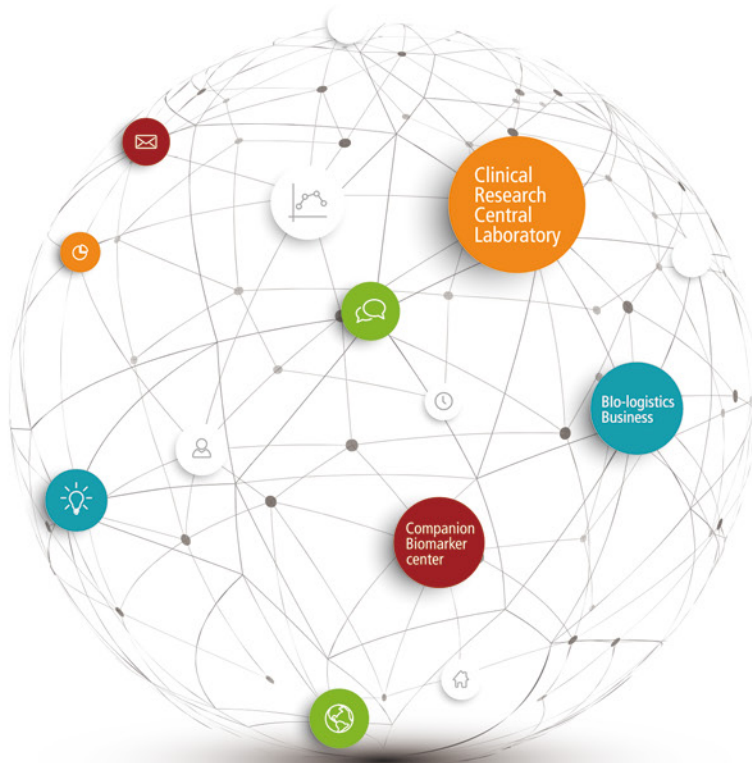 Clinical
Research
Central
Laboratory
BIo-logistics
Business
Companion
Biomarker
center